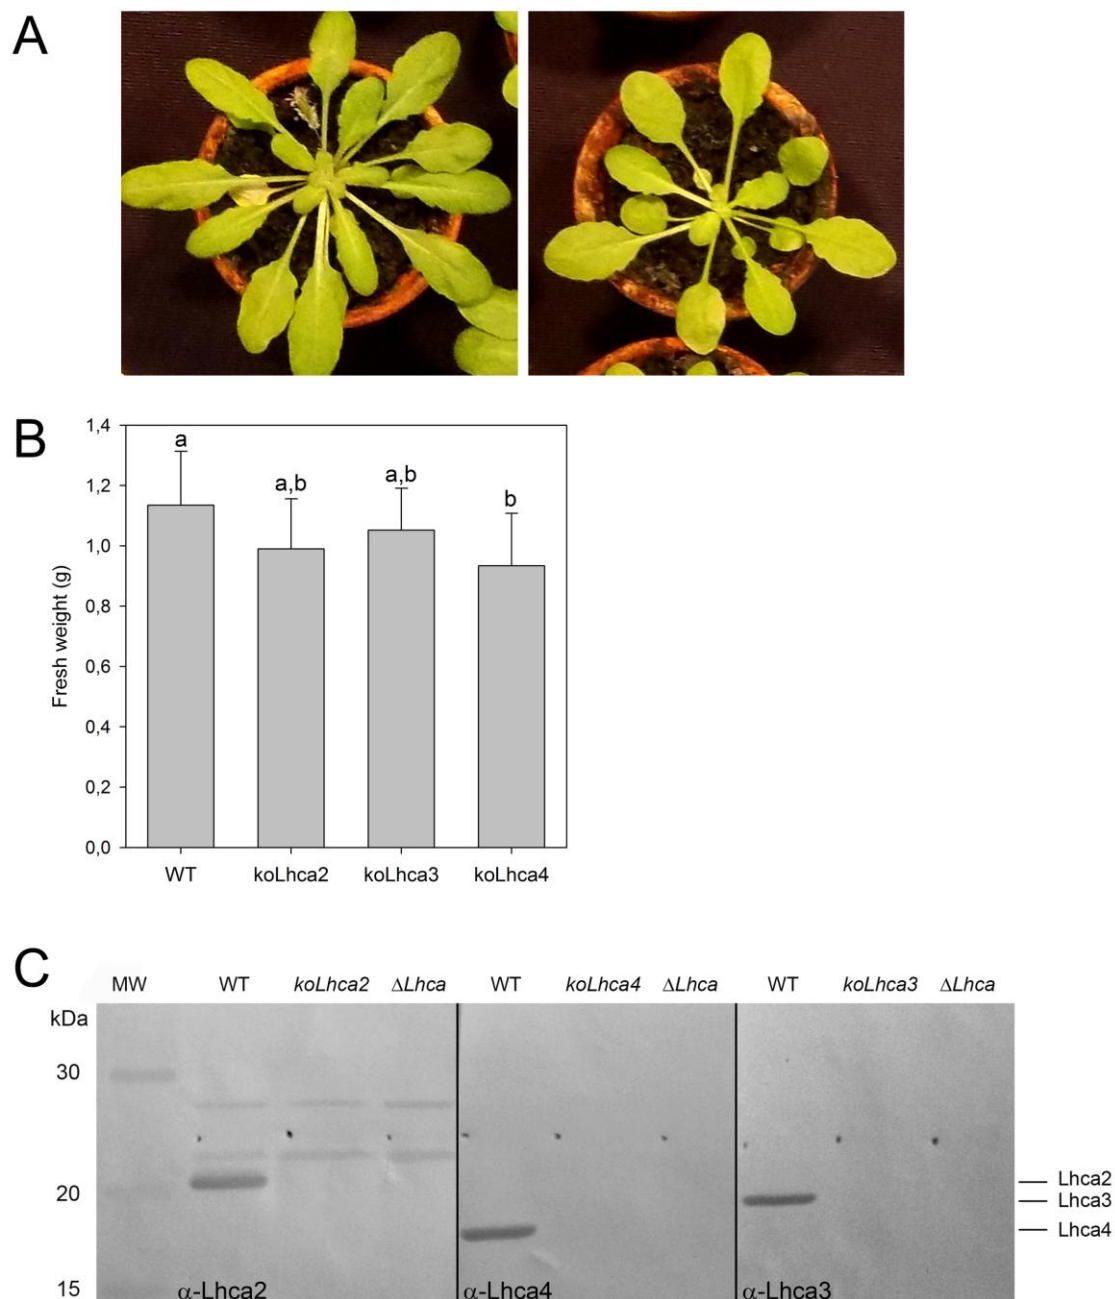 A
B
1,4
1,2
1,0
0,8
0,6
0,4
0,2
0,0
Fresh weight (g)
a
a,b
a,b
b
WT koLhca2 koLhca3 koLhca4
C
MW WT koLhca2 ΔLhca WT koLhca4 ΔLhca WT koLhca3 ΔLhca
kDa
30
20
15
Lhca2
Lhca3
Lhca4
α-Lhca2 α-Lhca4 α-Lhca3